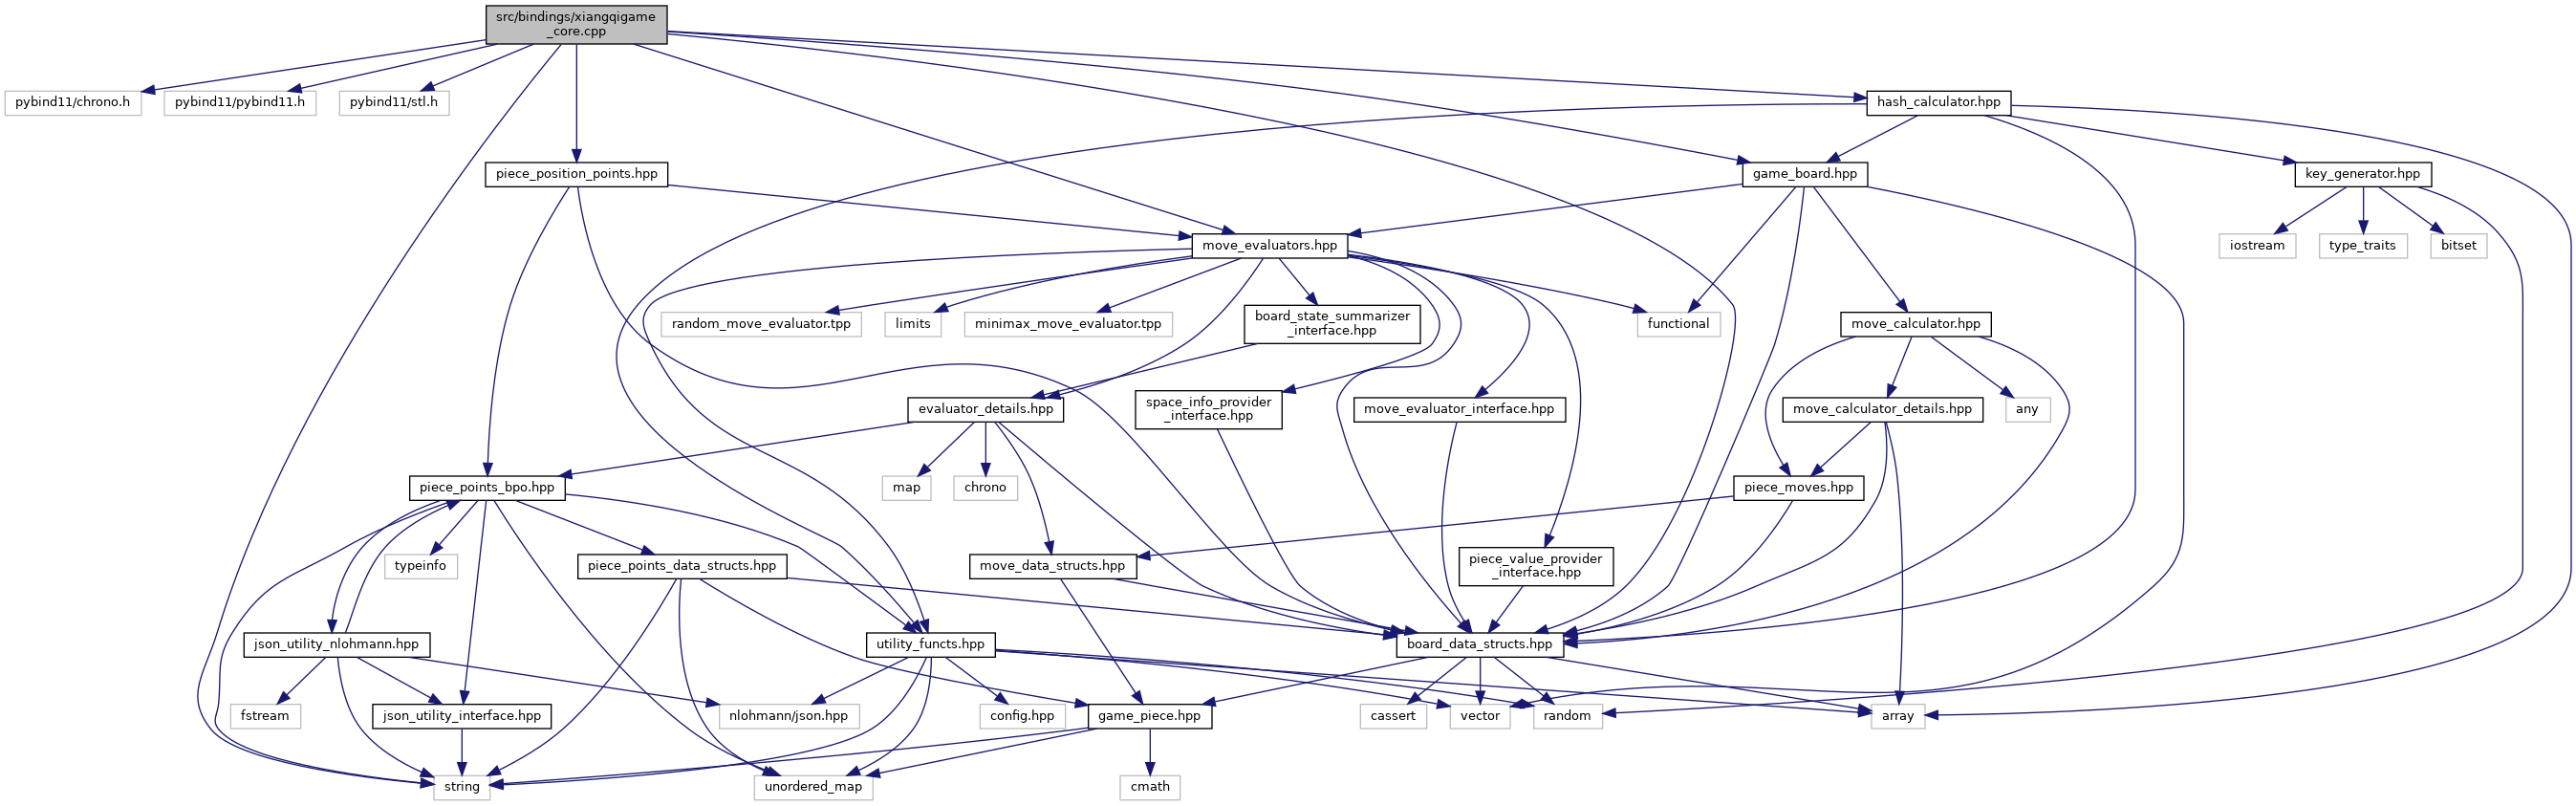 src/bindings/xiangqigame
_core.cpp
pybind11/chrono.h
pybind11/pybind11.h
pybind11/stl.h
hash_calculator.hpp
piece_position_points.hpp
game_board.hpp
key_generator.hpp
move_evaluators.hpp
iostream
type_traits
bitset
random_move_evaluator.tpp
limits
minimax_move_evaluator.tpp
board_state_summarizer
_interface.hpp
functional
move_calculator.hpp
evaluator_details.hpp
space_info_provider
_interface.hpp
move_evaluator_interface.hpp
move_calculator_details.hpp
any
piece_points_bpo.hpp
map
chrono
piece_moves.hpp
typeinfo
piece_points_data_structs.hpp
move_data_structs.hpp
piece_value_provider
_interface.hpp
json_utility_nlohmann.hpp
utility_functs.hpp
board_data_structs.hpp
fstream
json_utility_interface.hpp
nlohmann/json.hpp
config.hpp
game_piece.hpp
cassert
vector
random
array
string
unordered_map
cmath